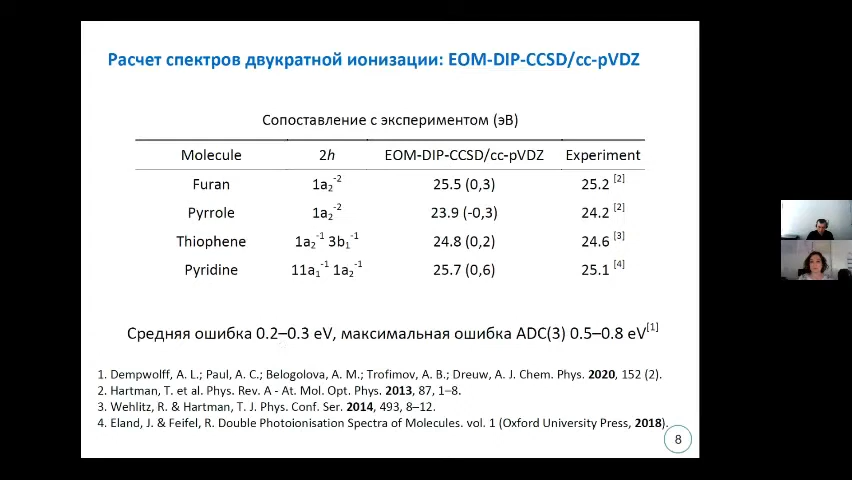 Расчет спектров двукратной ионизации: EOM-DIP-CCSD/cc-pVDZ
Сопоставление с экспериментом (эВ)
Molecule 2h EOM-DIP-CCSD/cc-pVDZ Experiment
Furan 1a₂⁻² 25.5 (0,3) 25.2 [2]
Pyrrole 1a₂⁻² 23.9 (-0,3) 24.2 [2]
Thiophene 1a₂⁻¹ 3b₁⁻¹ 24.8 (0,2) 24.6 [3]
Pyridine 11a₁⁻¹ 1a₂⁻¹ 25.7 (0,6) 25.1 [4]
Средняя ошибка 0.2–0.3 eV, максимальная ошибка ADC(3) 0.5–0.8 eV[1]
1. Dempwolff, A. L.; Paul, A. C.; Belogolova, A. M.; Trofimov, A. B.; Dreuw, A. J. Chem. Phys. 2020, 152 (2).
2. Hartman, T. et al. Phys. Rev. A - At. Mol. Opt. Phys. 2013, 87, 1–8.
3. Wehlitz, R. & Hartman, T. J. Phys. Conf. Ser. 2014, 493, 8–12.
4. Eland, J. & Feifel, R. Double Photoionisation Spectra of Molecules. vol. 1 (Oxford University Press, 2018).
8